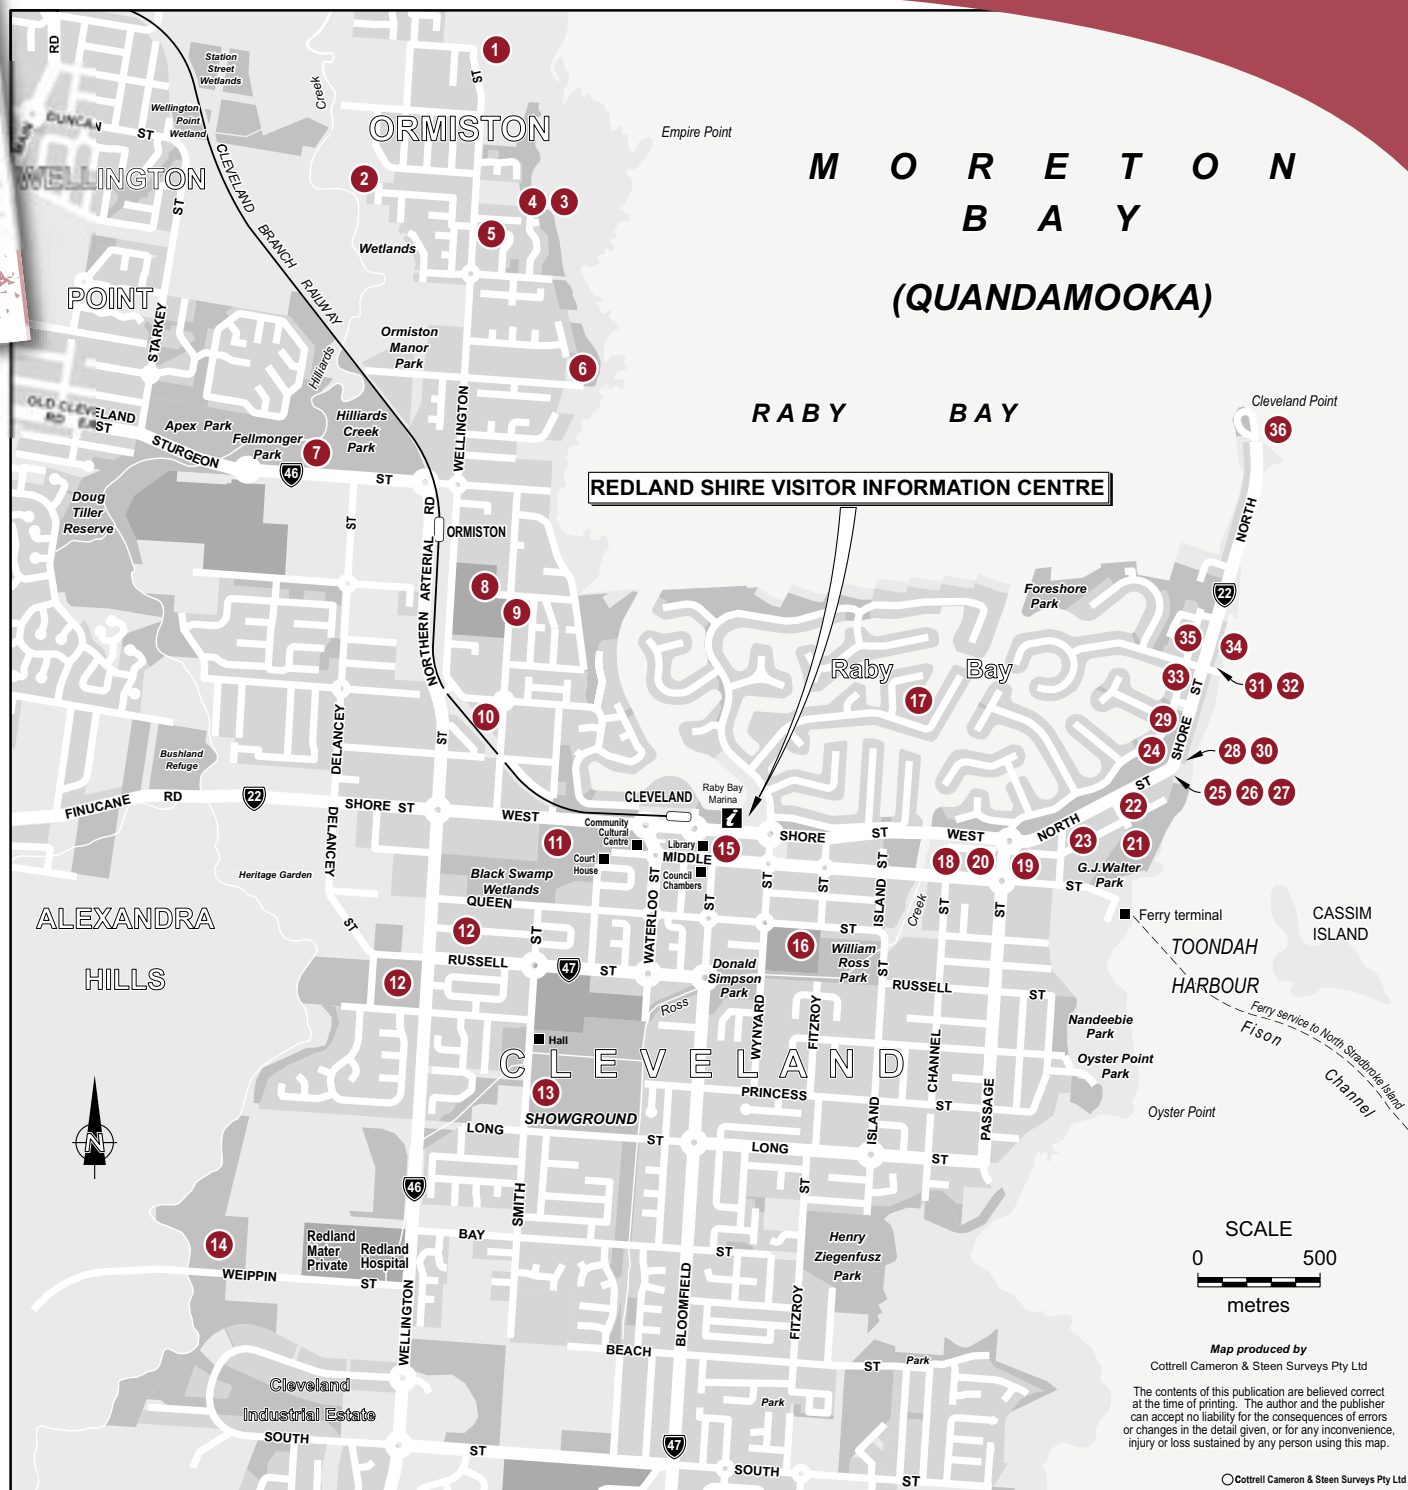 RD
Station
Street
Wetlands
Creek
1
ST
DUNCAN
ST
Wellington
Point
Wetland
MAIN
ORMISTON
Empire Point
MORETON
BAY
(QUANDAMOOKA)
WELLINGTON
POINT
ST
STARKEY
CLEVELAND BRANCH RAILWAY
2
Wetlands
4
3
5
Ormiston
Manor
Park
6
Hilliards
OLD CLEVELAND
RD EAST
Apex Park
Fellmonger
Park
7
Hilliards
Creek
Park
WELLINGTON
STURGEON
46
ST
RABY BAY
Cleveland Point
36
REDLAND SHIRE VISITOR INFORMATION CENTRE
Doug
Tiller
Reserve
ST
NORTHERN ARTERIAL RD
ORMISTON
NORTH
22
8
9
Foreshore
Park
Raby Bay
17
35
34
33
ST
31
32
29
SHORE
24
28
30
25
26
27
ST
22
NORTH
23
21
10
ST
DELANCEY
Bushland
Refuge
FINUCANE RD
22
SHORE ST
WEST
CLEVELAND
Raby Bay
Marina
i
SHORE ST WEST
Community
Cultural
Centre
11
Court
House
Library
MIDDLE
15
Council
Chambers
18
20
19
G.J.Walter
Park
ST
DELANCEY
ST
Heritage Garden
Black Swamp
Wetlands
QUEEN
ST
WATERLOO ST
ST
ST
ST
ISLAND ST
Creek
ST
ST
Ferry terminal
CASSIM
ISLAND
TOONDAH
HARBOUR
ALEXANDRA
HILLS
12
12
RUSSELL
47
ST
Donald
Simpson
Park
16
ST
William
Ross
Park
ST
RUSSELL
ST
Ross
WYNYARD
FITZROY
Nandeebie
Park
Oyster Point
Park
Ferry service to North Stradbroke Island
Fison
Channel
Hall
CLEVELAND
CHANNEL
13
SHOWGROUND
PRINCESS
ST
PASSAGE
Oyster Point
N
LONG
ST
LONG
ISLAND
ST
46
SMITH
ST
14
Redland
Mater
Private
Redland
Hospital
BAY
ST
Henry
Ziegenfusz
Park
WEIPPIN
ST
WELLINGTON
BLOOMFIELD
FITZROY
BEACH
ST
Park
Park
Cleveland
Industrial Estate
SOUTH
ST
47
SOUTH
ST
SCALE
0 500
metres
Map produced by
Cottrell Cameron & Steen Surveys Pty Ltd
The contents of this publication are believed correct
at the time of printing. The author and the publisher
can accept no liability for the consequences of errors
or changes in the detail given, or for any inconvenience,
injury or loss sustained by any person using this map.
Cottrell Cameron & Steen Surveys Pty Ltd